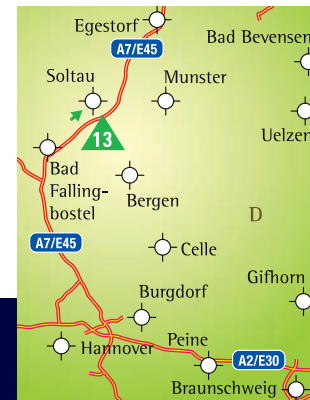 Egestorf
Bad Bevensen
A7/E45
Soltau
Munster
13
Uelzen
Bad
Falling-
bostel
Bergen
D
A7/E45
Celle
Gifhorn
Burgdorf
Hannover
Peine
A2/E30
Braunschweig